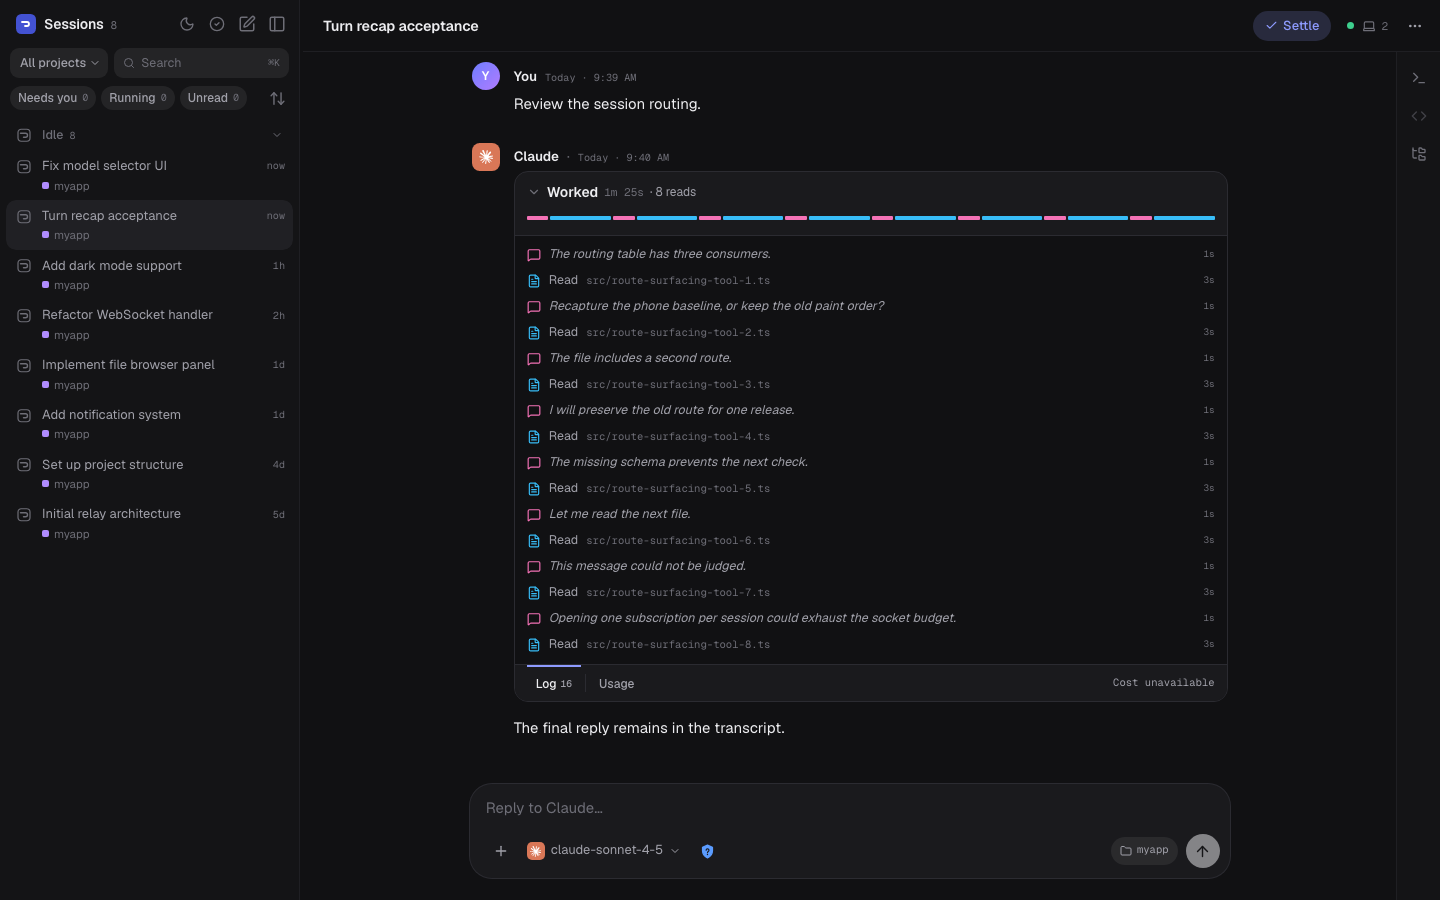 Sessions 8
All projects
Search ⌘K
Needs you 0
Running 0
Unread 0
Idle 8
Fix model selector UI now
myapp
Turn recap acceptance now
myapp
Add dark mode support 1h
myapp
Refactor WebSocket handler 2h
myapp
Implement file browser panel 1d
myapp
Add notification system 1d
myapp
Set up project structure 4d
myapp
Initial relay architecture 5d
myapp
Turn recap acceptance
Settle
2
Y
You Today · 9:39 AM
Review the session routing.
Claude · Today · 9:40 AM
Worked 1m 25s · 8 reads
The routing table has three consumers. 1s
Read src/route-surfacing-tool-1.ts 3s
Recapture the phone baseline, or keep the old paint order? 1s
Read src/route-surfacing-tool-2.ts 3s
The file includes a second route. 1s
Read src/route-surfacing-tool-3.ts 3s
I will preserve the old route for one release. 1s
Read src/route-surfacing-tool-4.ts 3s
The missing schema prevents the next check. 1s
Read src/route-surfacing-tool-5.ts 3s
Let me read the next file. 1s
Read src/route-surfacing-tool-6.ts 3s
This message could not be judged. 1s
Read src/route-surfacing-tool-7.ts 3s
Opening one subscription per session could exhaust the socket budget. 1s
Read src/route-surfacing-tool-8.ts 3s
Log 16
Usage
Cost unavailable
The final reply remains in the transcript.
Reply to Claude…
claude-sonnet-4-5
myapp